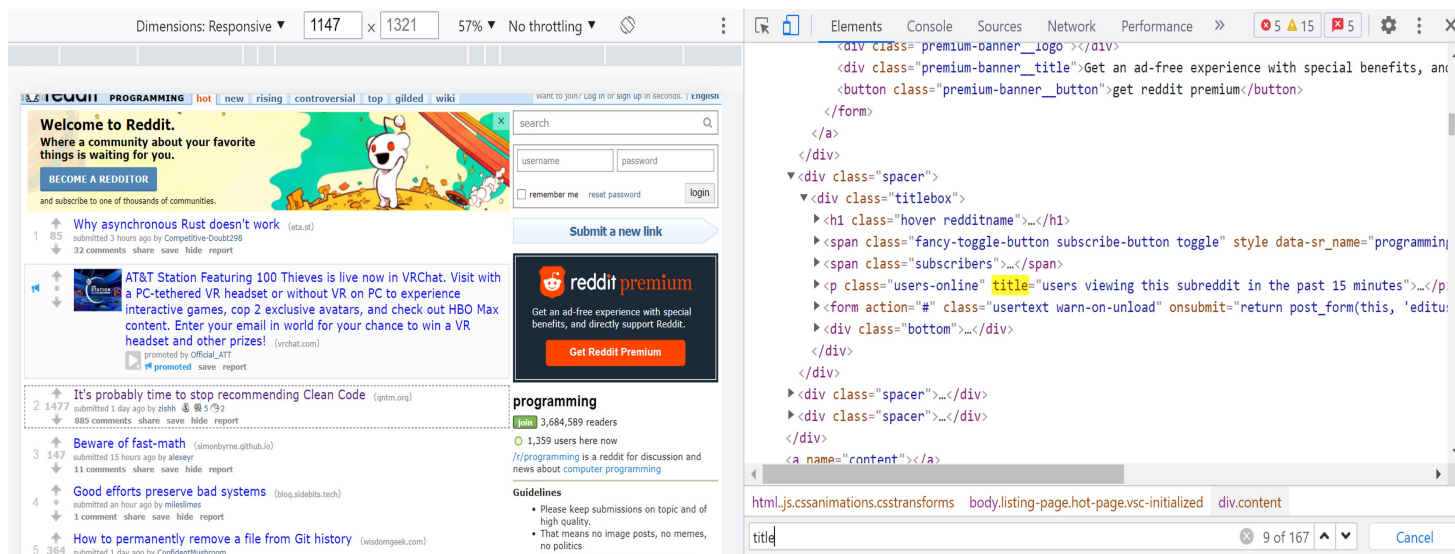 Dimensions: Responsive ▼ 1147 x 1321 57% ▼ No throttling ▼
reddit PROGRAMMING hot new rising controversial top gilded wiki
Want to join? Log in or sign up in seconds. | English
Welcome to Reddit.
Where a community about your favorite
things is waiting for you.
BECOME A REDDITOR
and subscribe to one of thousands of communities.
x
1 85
Why asynchronous Rust doesn't work (eta.st)
submitted 3 hours ago by Competitive-Doubt298
32 comments share save hide report
AT&T Station Featuring 100 Thieves is live now in VRChat. Visit with
a PC-tethered VR headset or without VR on PC to experience
interactive games, cop 2 exclusive avatars, and check out HBO Max
content. Enter your email in world for your chance to win a VR
headset and other prizes! (vrchat.com)
promoted by Official_ATT
promoted save report
2 1477
It's probably time to stop recommending Clean Code (qntm.org)
submitted 1 day ago by zishh 5 2
885 comments share save hide report
3 147
Beware of fast-math (simonbyrne.github.io)
submitted 15 hours ago by alexeyr
11 comments share save hide report
4 •
Good efforts preserve bad systems (blog.sidebits.tech)
submitted an hour ago by mileslimes
1 comment share save hide report
5 364
How to permanently remove a file from Git history (wisdomgeek.com)
submitted 1 day ago by ConfidentMushroom
search
username password
remember me reset password login
Submit a new link
reddit premium
Get an ad-free experience with special
benefits, and directly support Reddit.
Get Reddit Premium
programming
join 3,684,589 readers
1,359 users here now
/r/programming is a reddit for discussion and
news about computer programming
Guidelines
• Please keep submissions on topic and of
high quality.
• That means no image posts, no memes,
no politics
Elements Console Sources Network Performance » 5 15 5
<div class="premium-banner__logo"></div>
<div class="premium-banner__title">Get an ad-free experience with special benefits, and
<button class="premium-banner__button">get reddit premium</button>
</form>
</a>
</div>
▼<div class="spacer">
▼<div class="titlebox">
▶<h1 class="hover redditname">…</h1>
▶<span class="fancy-toggle-button subscribe-button toggle" style data-sr_name="programming
▶<span class="subscribers">…</span>
▶<p class="users-online" title="users viewing this subreddit in the past 15 minutes">…</p
▶<form action="#" class="usertext warn-on-unload" onsubmit="return post_form(this, 'editus
▶<div class="bottom">…</div>
</div>
</div>
▶<div class="spacer">…</div>
▶<div class="spacer">…</div>
</div>
<a name="content"></a>
html..js.cssanimations.csstransforms body.listing-page.hot-page.vsc-initialized div.content
title 9 of 167 Cancel